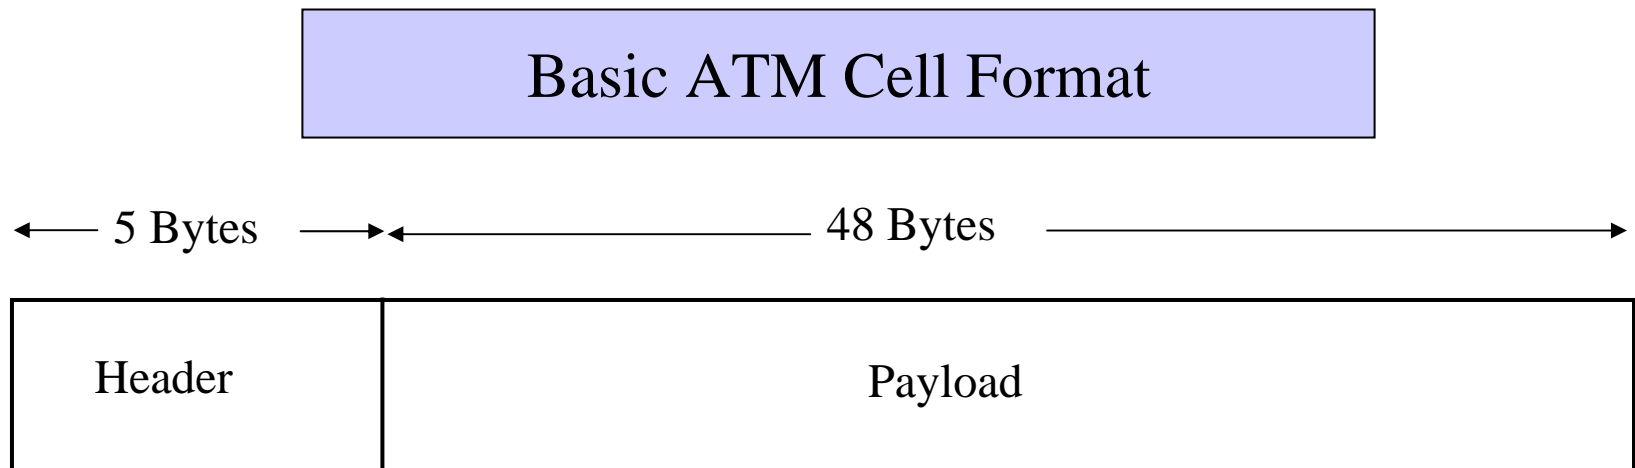 Basic ATM Cell Format
5 Bytes 48 Bytes
Header Payload